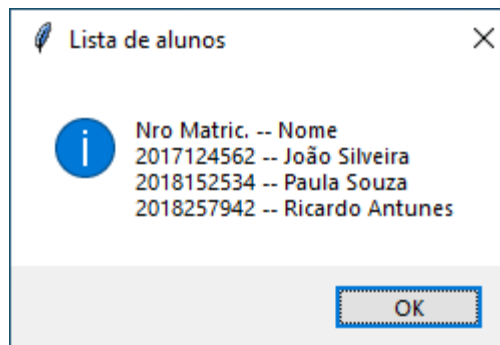 Lista de alunos
Nro Matric. -- Nome
2017124562 -- João Silveira
2018152534 -- Paula Souza
2018257942 -- Ricardo Antunes
OK